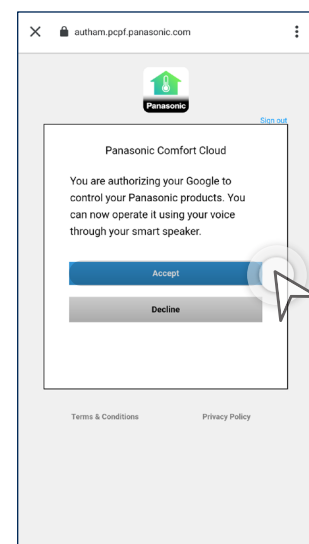 autham.pcpf.panasonic.com
Panasonic
Sign out
Panasonic Comfort Cloud
You are authorizing your Google to
control your Panasonic products. You
can now operate it using your voice
through your smart speaker.
Accept
Decline
Terms & Conditions Privacy Policy